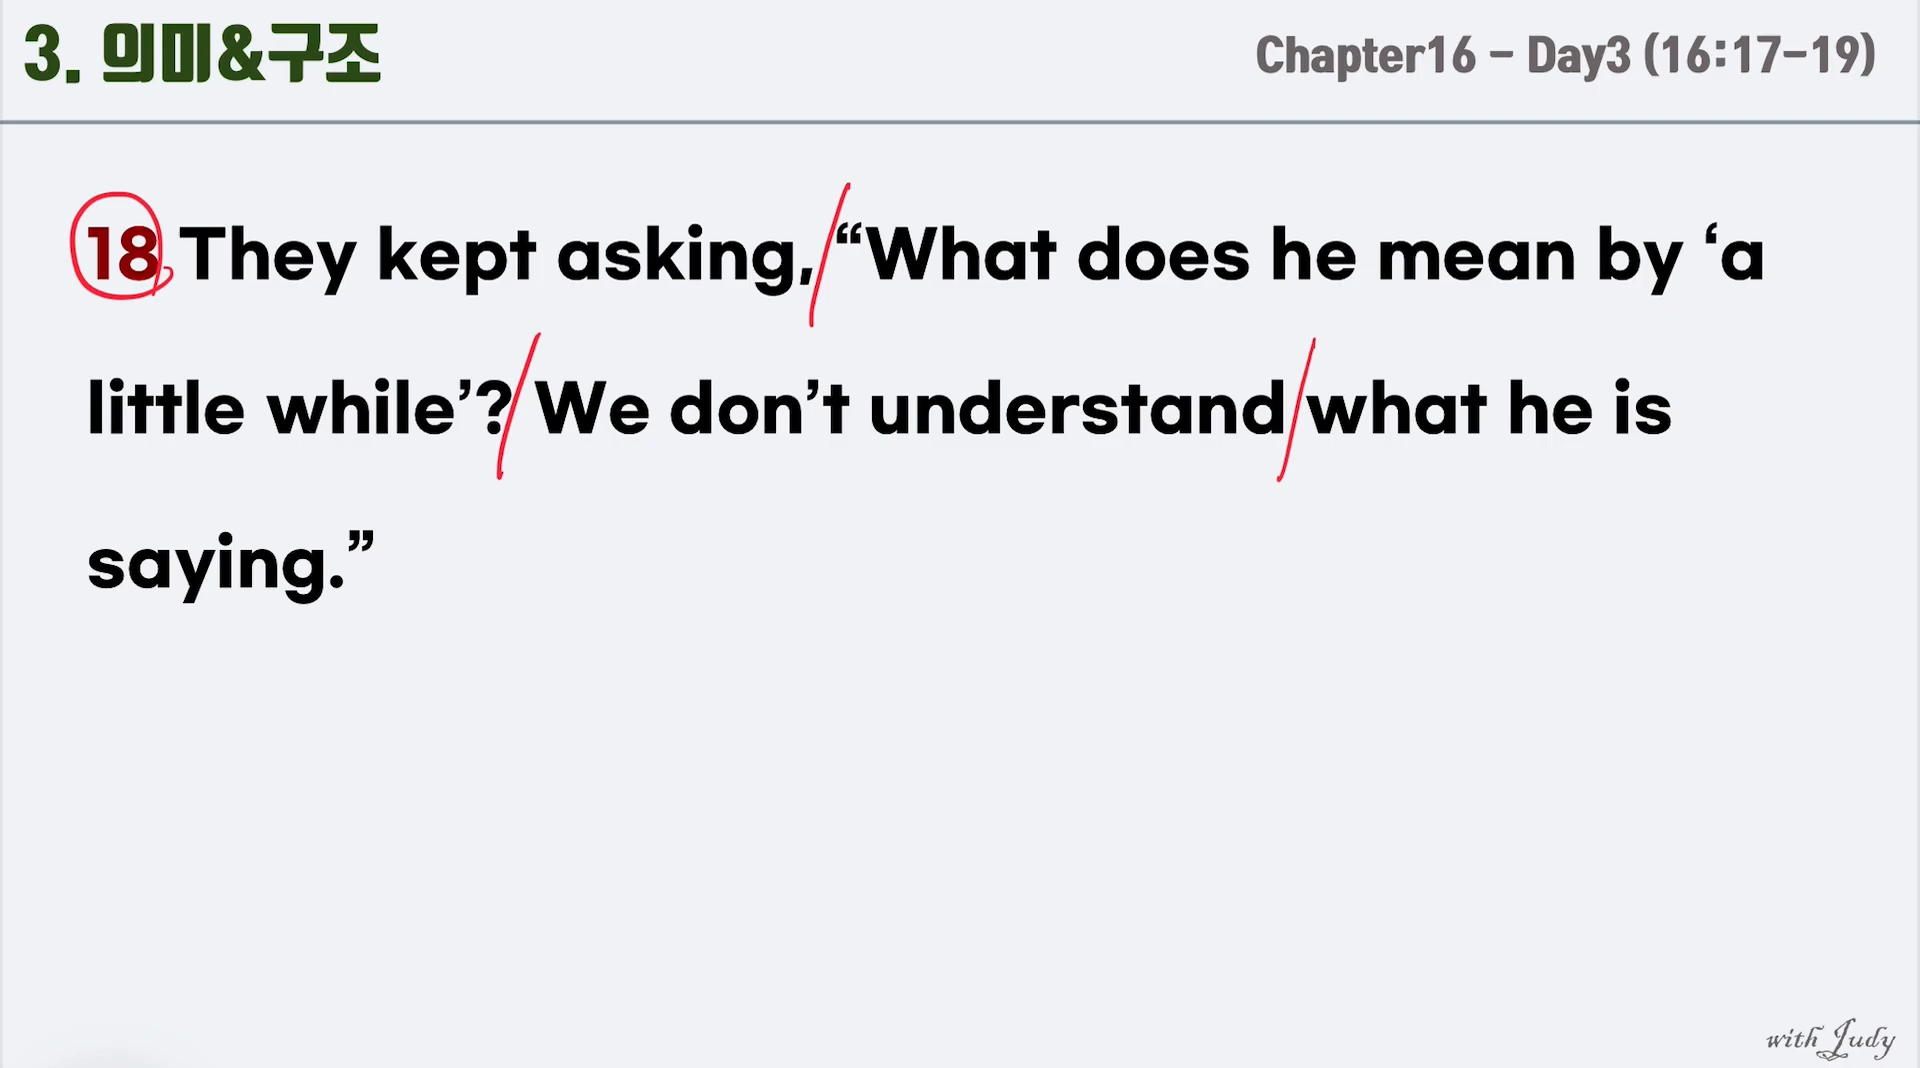 3. 의미&구조
Chapter16 - Day3 (16:17-19)
18 They kept asking, “What does he mean by ‘a
little while’? We don’t understand what he is
saying.”
with Judy